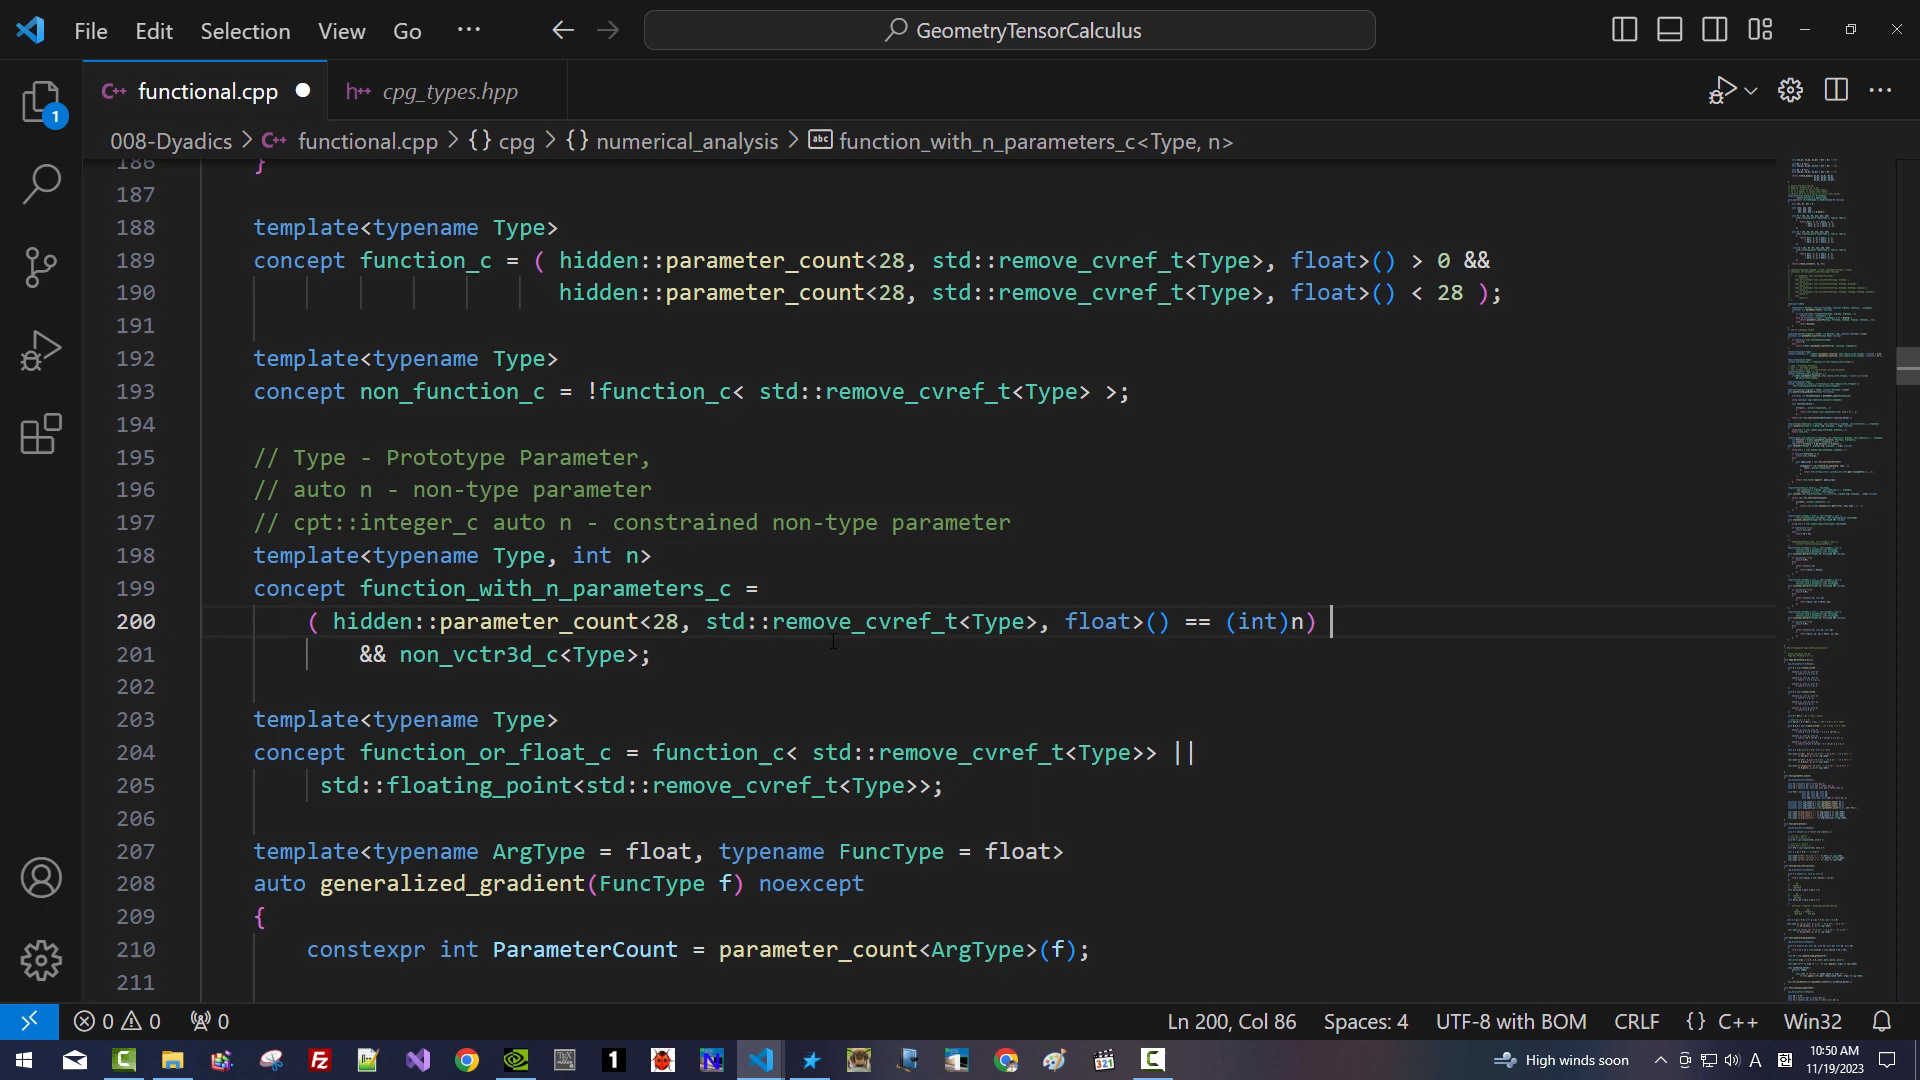 File Edit Selection View Go ··· GeometryTensorCalculus
functional.cpp cpg_types.hpp
1
008-Dyadics > functional.cpp > {} cpg > {} numerical_analysis > function_with_n_parameters_c<Type, n>
186 }
187
188 template<typename Type>
189 concept function_c = ( hidden::parameter_count<28, std::remove_cvref_t<Type>, float>() > 0 &&
190 hidden::parameter_count<28, std::remove_cvref_t<Type>, float>() < 28 );
191
192 template<typename Type>
193 concept non_function_c = !function_c< std::remove_cvref_t<Type> >;
194
195 // Type - Prototype Parameter,
196 // auto n - non-type parameter
197 // cpt::integer_c auto n - constrained non-type parameter
198 template<typename Type, int n>
199 concept function_with_n_parameters_c =
200 ( hidden::parameter_count<28, std::remove_cvref_t<Type>, float>() == (int)n)
201 && non_vctr3d_c<Type>;
202
203 template<typename Type>
204 concept function_or_float_c = function_c< std::remove_cvref_t<Type>> ||
205 std::floating_point<std::remove_cvref_t<Type>>;
206
207 template<typename ArgType = float, typename FuncType = float>
208 auto generalized_gradient(FuncType f) noexcept
209 {
210 constexpr int ParameterCount = parameter_count<ArgType>(f);
211
0 0 0 Ln 200, Col 86 Spaces: 4 UTF-8 with BOM CRLF {} C++ Win32
High winds soon A 10:50 AM
11/19/2023